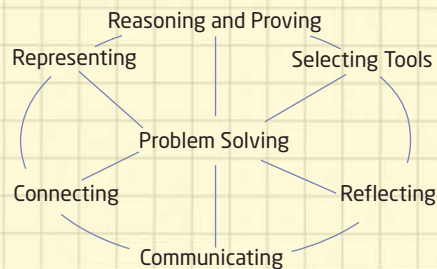 Reasoning and Proving
Representing
Selecting Tools
Problem Solving
Connecting
Reflecting
Communicating